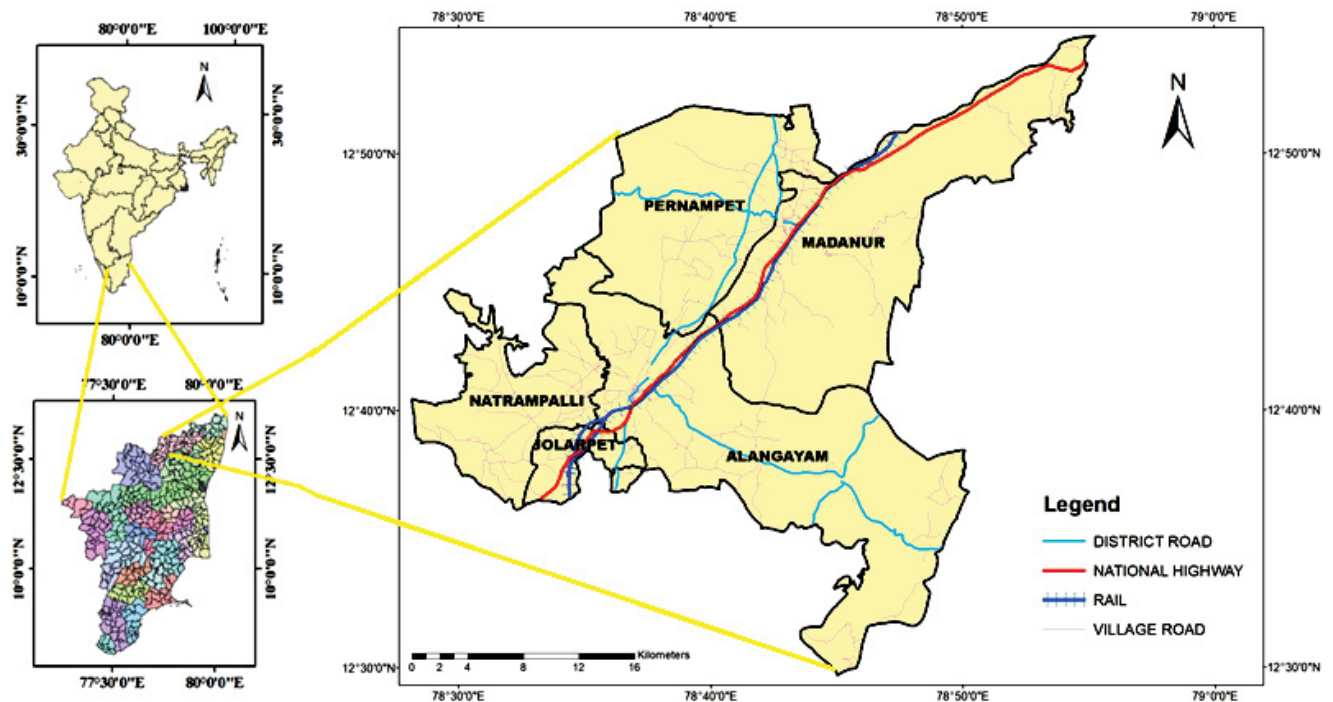 80°0'0"E 100°0'0"E
N
30°0'0"N 30°0'0"N
10°0'0"N 10°0'0"N
80°0'0"E
77°30'0"E 80°0'0"E
N
12°30'0"N 12°30'0"N
10°0'0"N 10°0'0"N
77°30'0"E 80°0'0"E
78°30'0"E 78°40'0"E 78°50'0"E 79°0'0"E
N
12°50'0"N 12°50'0"N
PERNAMPET
MADANUR
NATRAMPALLI
12°40'0"N 12°40'0"N
JOLARPET
ALANGAYAM
Legend
DISTRICT ROAD
NATIONAL HIGHWAY
RAIL
VILLAGE ROAD
Kilometers
0 2 4 8 12 16
12°30'0"N 12°30'0"N
78°30'0"E 78°40'0"E 78°50'0"E 79°0'0"E